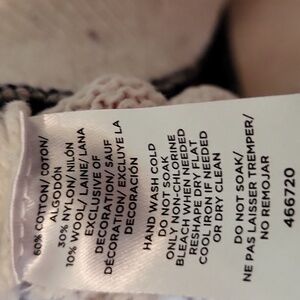 60% COTTON/ COTON/
ALGODÓN
30% NYLON/ NILÓN
10% WOOL/ LAINE/ LANA
EXCLUSIVE OF
DECORATION/ SAUF
DÉCORATION/ EXCLUYE LA
DECORACIÓN
HAND WASH COLD
DO NOT SOAK
ONLY NON-CHLORINE
BLEACH WHEN NEEDED
RESHAPE, DRY FLAT
COOL IRON IF NEEDED
OR DRY CLEAN
DO NOT SOAK/
NE PAS LAISSER TREMPER/
NO REMOJAR
466720